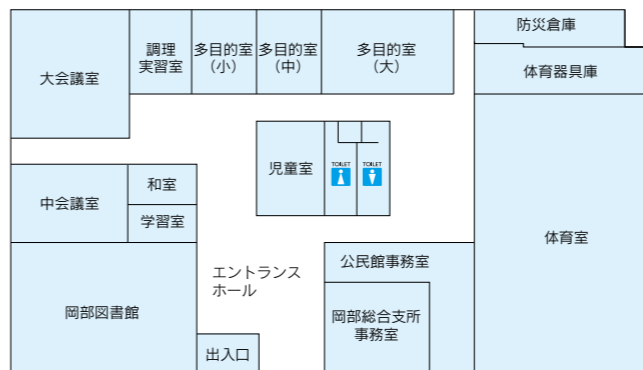 大会議室
調理
実習室
多目的室
（小）
多目的室
（中）
多目的室
（大）
防災倉庫
体育器具庫
児童室
TOILET
TOILET
和室
中会議室
学習室
体育室
公民館事務室
エントランス
ホール
岡部図書館
岡部総合支所
事務室
出入口